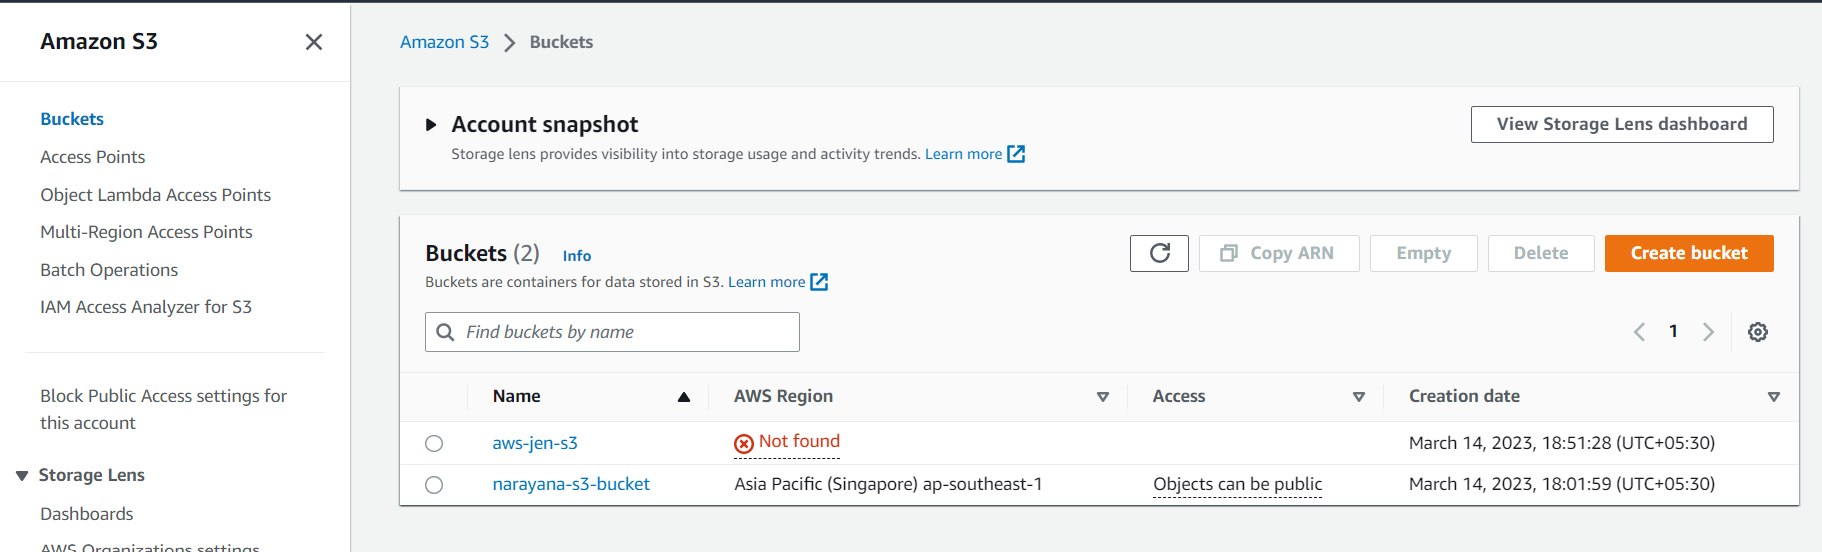 Amazon S3
Buckets
Access Points
Object Lambda Access Points
Multi-Region Access Points
Batch Operations
IAM Access Analyzer for S3
Block Public Access settings for
this account
Storage Lens
Dashboards
AWS Organizations settings
Amazon S3 Buckets
Account snapshot
View Storage Lens dashboard
Storage lens provides visibility into storage usage and activity trends. Learn more
Buckets (2) Info
Copy ARN Empty Delete Create bucket
Buckets are containers for data stored in S3. Learn more
Find buckets by name
1
Name AWS Region Access Creation date
aws-jen-s3 Not found March 14, 2023, 18:51:28 (UTC+05:30)
narayana-s3-bucket Asia Pacific (Singapore) ap-southeast-1 Objects can be public March 14, 2023, 18:01:59 (UTC+05:30)